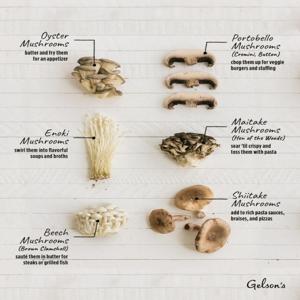 Oyster
Mushrooms
batter and fry them
for an appetizer
Portobello
Mushrooms
(Cremini, Button)
chop them up for veggie
burgers and stuffing
Enoki
Mushrooms
swirl them into flavorful
soups and broths
Maitake
Mushrooms
(Hen of the Woods)
sear 'til crispy and
toss them with pasta
Beech
Mushrooms
(Brown Clamshell)
sauté them in butter for
steaks or grilled fish
Shiitake
Mushrooms
add to rich pasta sauces,
braises, and pizzas
Gelson's